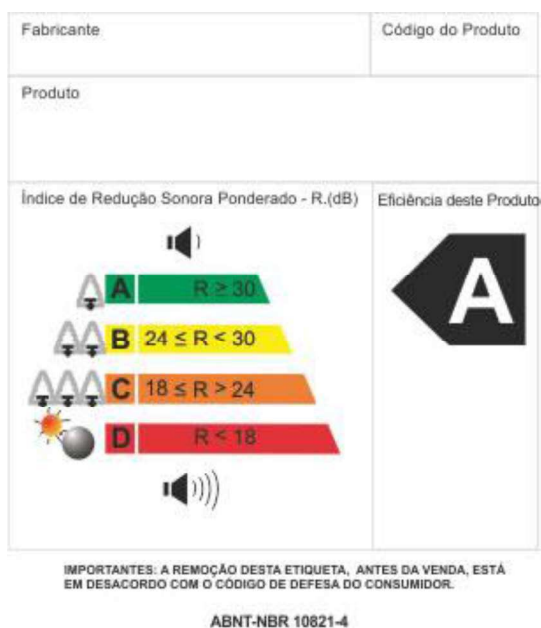 Fabricante
Código do Produto
Produto
Índice de Redução Sonora Ponderado - R.(dB)
Eficiência deste Produto
A R ≥ 30
B 24 ≤ R < 30
C 18 ≤ R > 24
D R < 18
A
IMPORTANTES: A REMOÇÃO DESTA ETIQUETA, ANTES DA VENDA, ESTÁ
EM DESACORDO COM O CÓDIGO DE DEFESA DO CONSUMIDOR.
ABNT-NBR 10821-4